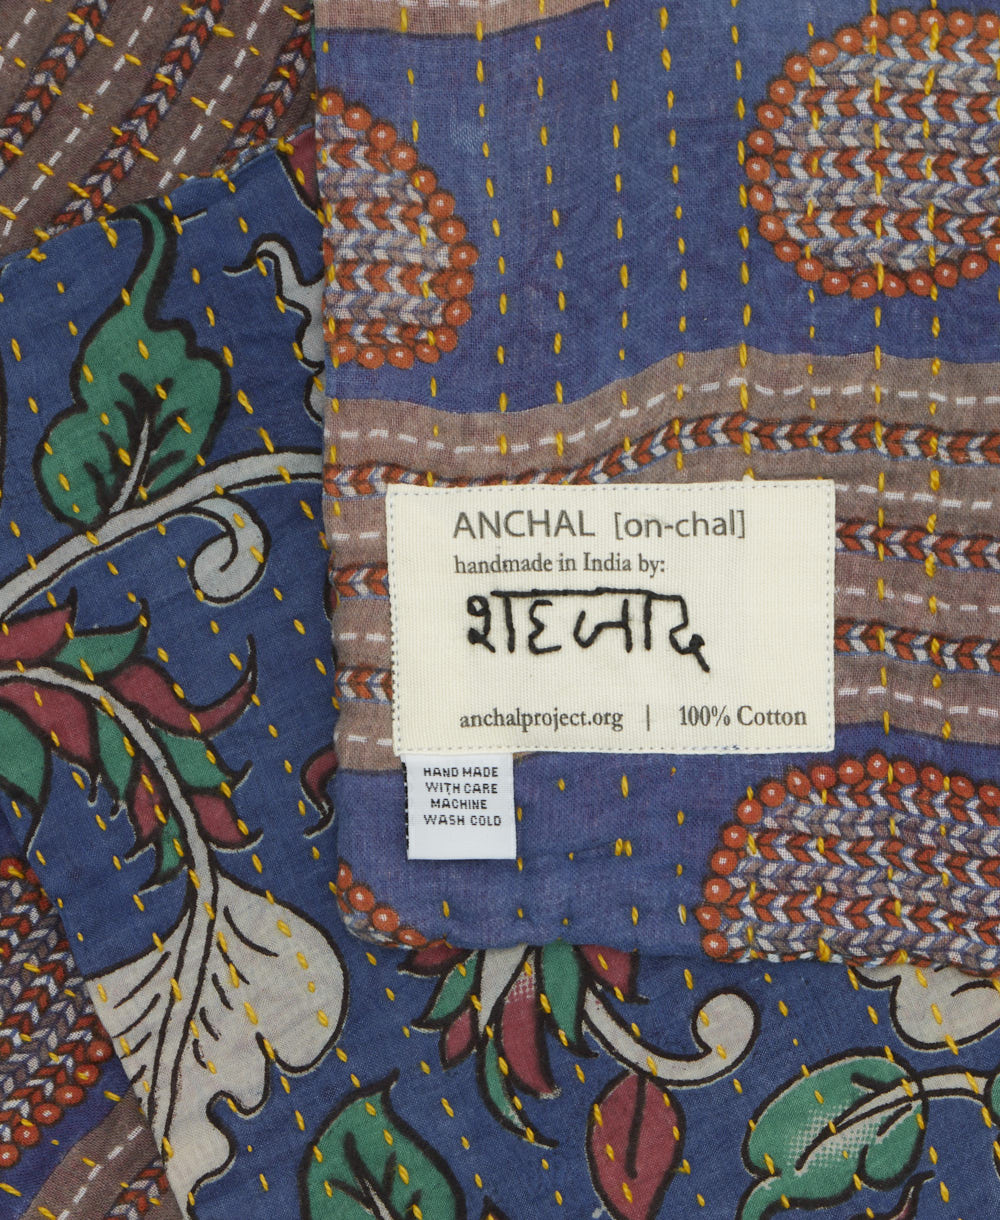 ANCHAL [on-chal]
handmade in India by:
शहजाद
anchalproject.org | 100% Cotton
HAND MADE
WITH CARE
MACHINE
WASH COLD